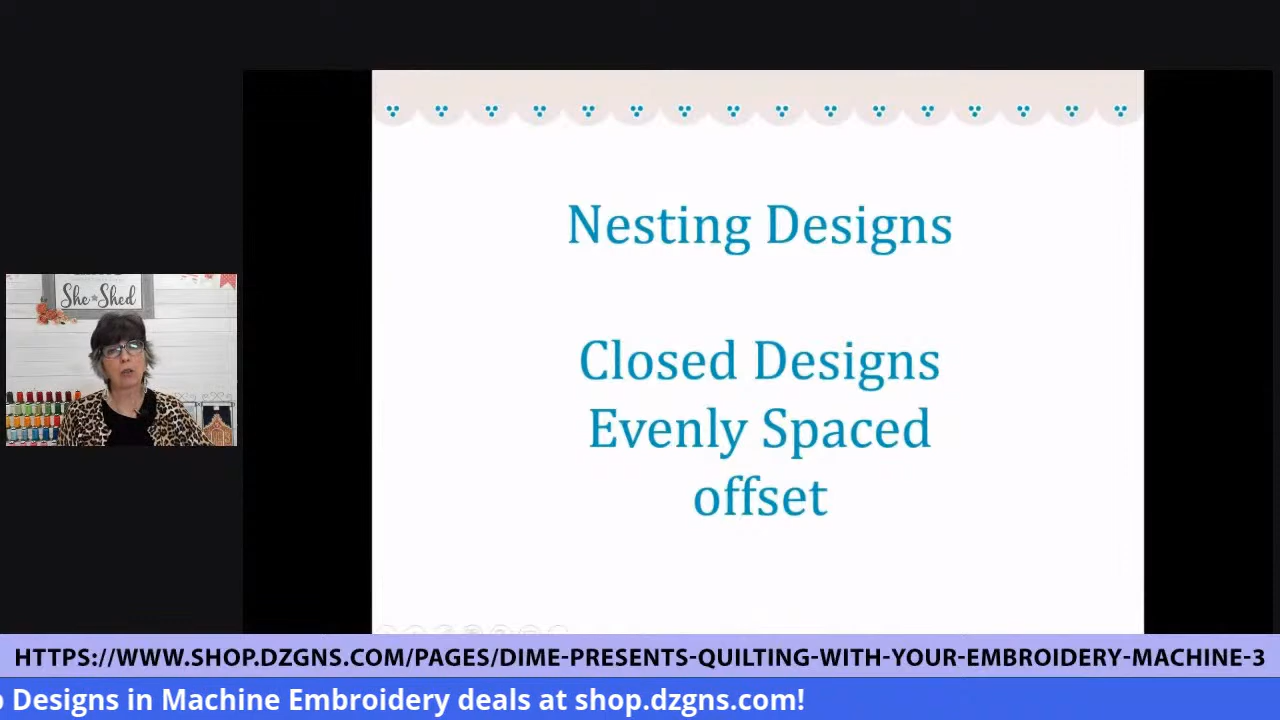 She Shed
Nesting Designs
Closed Designs
Evenly Spaced
offset
HTTPS://WWW.SHOP.DZGNS.COM/PAGES/DIME-PRESENTS-QUILTING-WITH-YOUR-EMBROIDERY-MACHINE-3
Designs in Machine Embroidery deals at shop.dzgns.com!